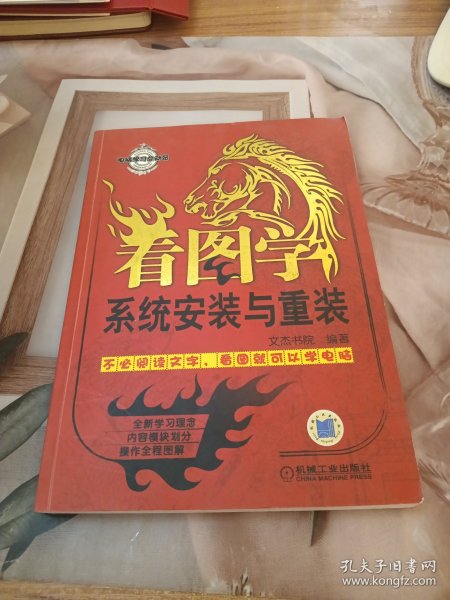 看图学
系统安装与重装
文杰书院 编著
不必阅读文字，看图就可以学电脑
全新学习理念
内容模块划分
操作全程图解
机械工业出版社
CHINA MACHINE PRESS
孔夫子旧书网
www.kongfz.com